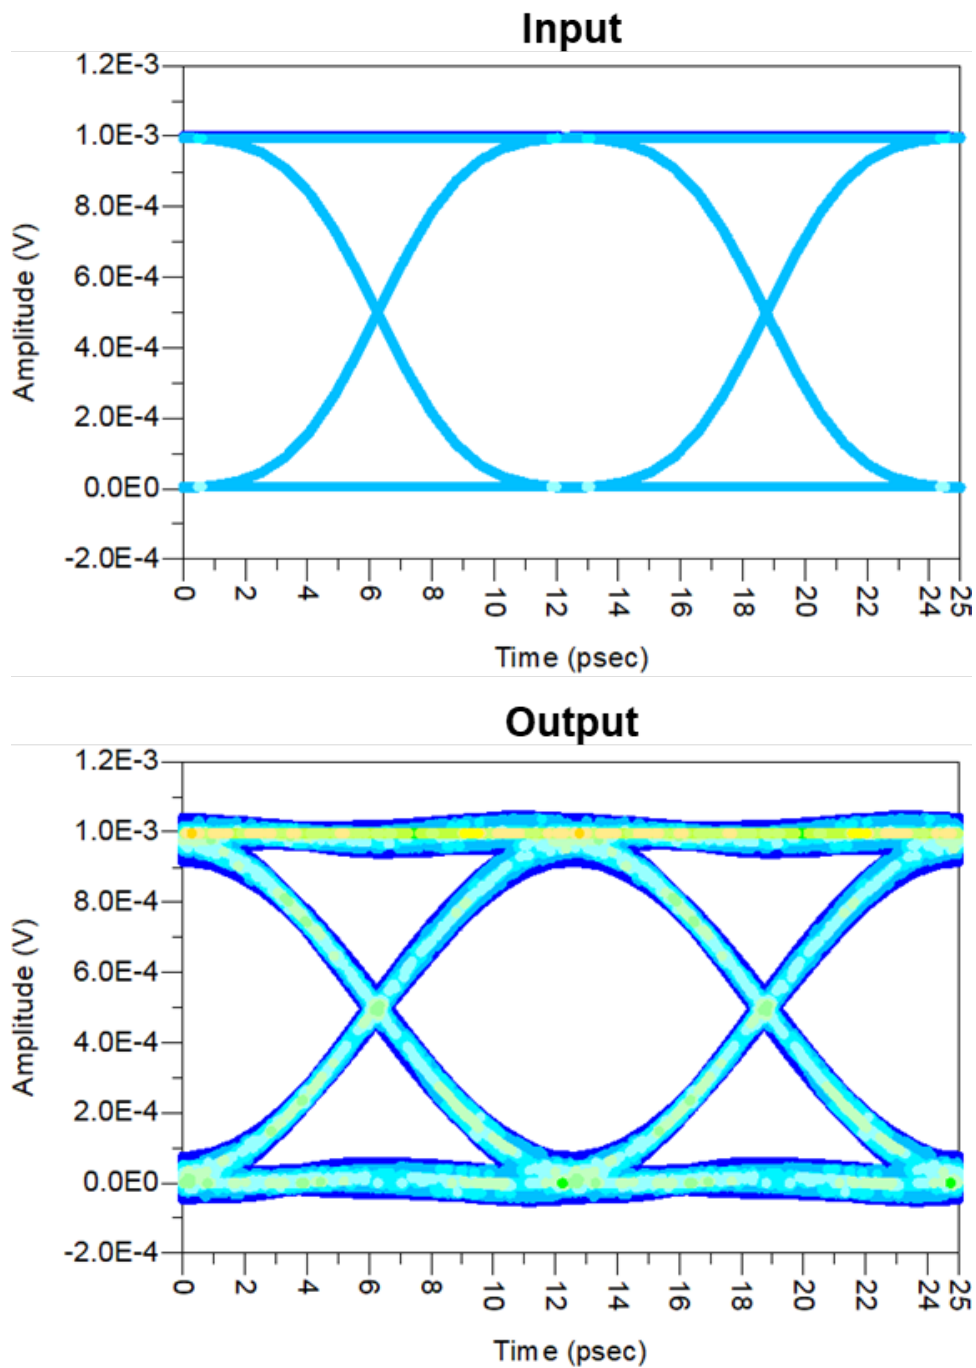 Input
Amplitude (V)
1.2E-3
1.0E-3
8.0E-4
6.0E-4
4.0E-4
2.0E-4
0.0E0
-2.0E-4
0 2 4 6 8 10 12 14 16 18 20 22 24 25
Time (psec)
Output
Amplitude (V)
1.2E-3
1.0E-3
8.0E-4
6.0E-4
4.0E-4
2.0E-4
0.0E0
-2.0E-4
0 2 4 6 8 10 12 14 16 18 20 22 24 25
Time (psec)